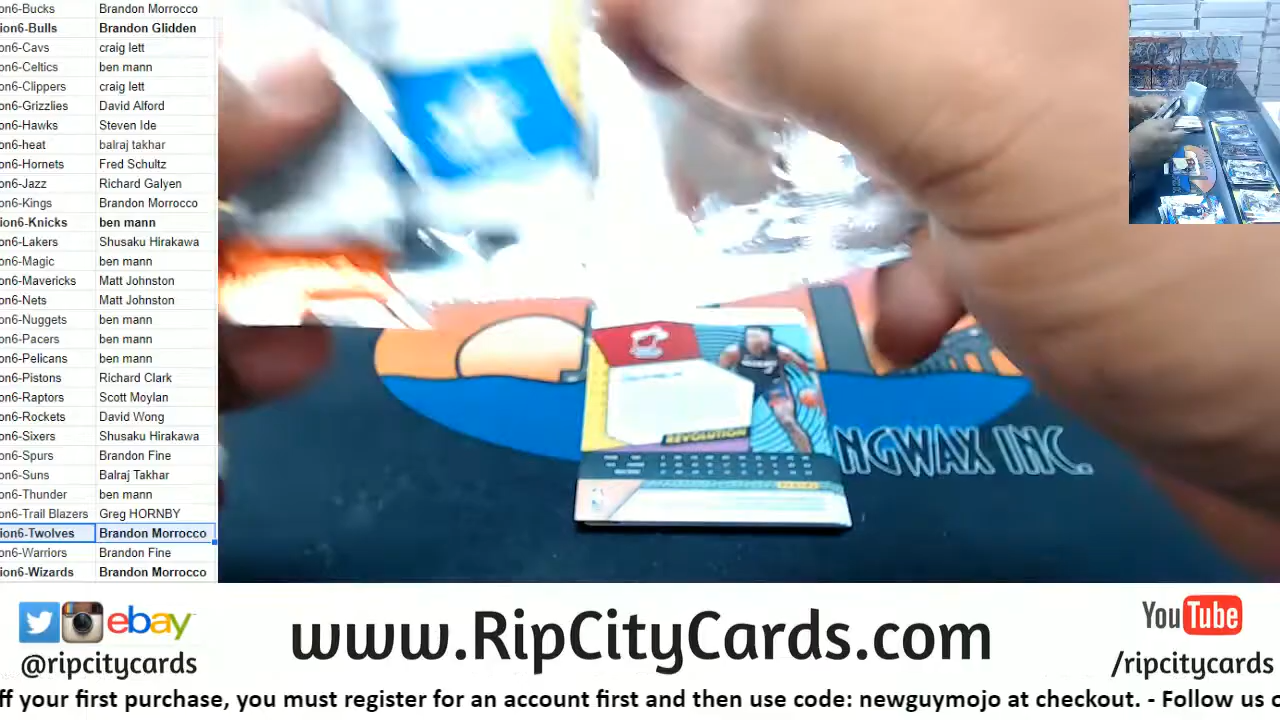 on6-Bucks Brandon Morrocco
ion6-Bulls Brandon Glidden
on6-Cavs craig lett
on6-Celtics ben mann
on6-Clippers craig lett
on6-Grizzlies David Alford
on6-Hawks Steven Ide
on6-heat balraj takhar
on6-Hornets Fred Schultz
on6-Jazz Richard Galyen
on6-Kings Brandon Morrocco
ion6-Knicks ben mann
on6-Lakers Shusaku Hirakawa
on6-Magic ben mann
on6-Mavericks Matt Johnston
on6-Nets Matt Johnston
on6-Nuggets ben mann
on6-Pacers ben mann
on6-Pelicans ben mann
on6-Pistons Richard Clark
on6-Raptors Scott Moylan
on6-Rockets David Wong
on6-Sixers Shusaku Hirakawa
on6-Spurs Brandon Fine
on6-Suns Balraj Takhar
on6-Thunder ben mann
on6-Trail Blazers Greg HORNBY
ion6-Twolves Brandon Morrocco
on6-Warriors Brandon Fine
ion6-Wizards Brandon Morrocco
REVOLUTION
NGWAX INC.
ebay
@ripcitycards
www.RipCityCards.com
YouTube
/ripcitycards
ff your first purchase, you must register for an account first and then use code: newguymojo at checkout. - Follow us o